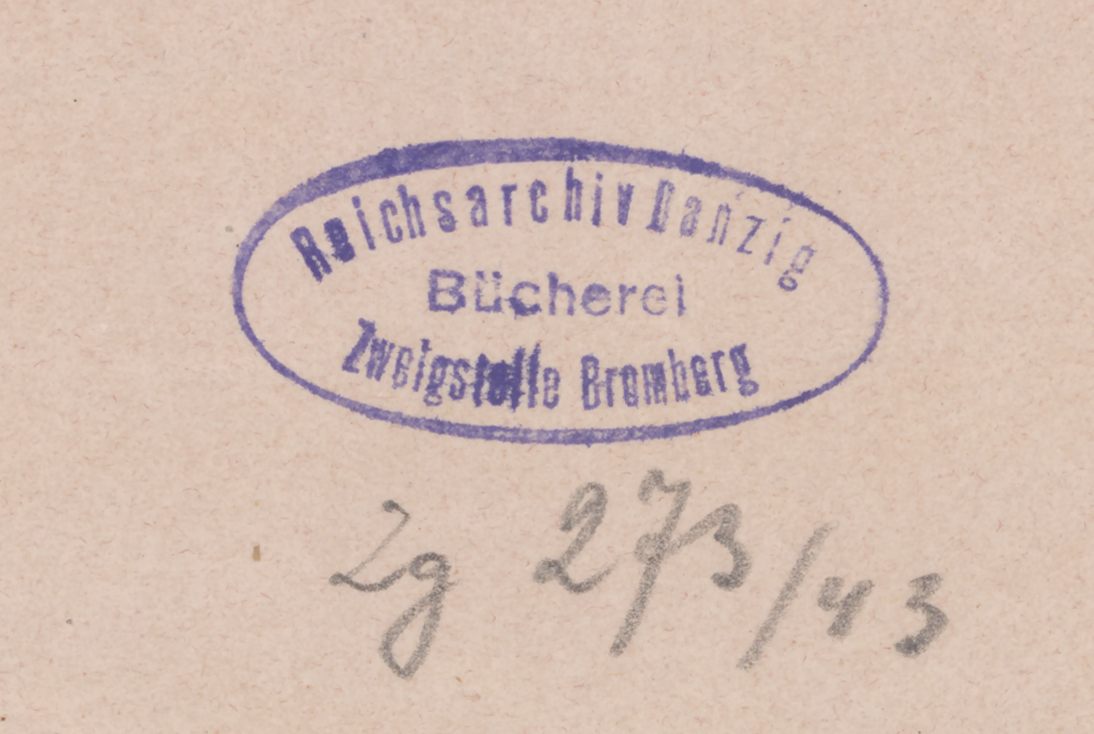 Reichsarchiv Danzig
Bücherei
Zweigstelle Bromberg
Zg 273/43